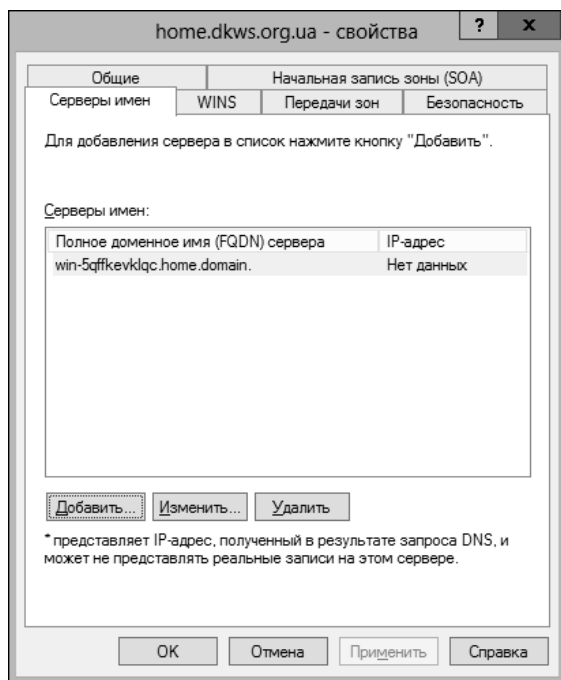 home.dkws.org.ua - свойства ? x
Общие Начальная запись зоны (SOA)
Серверы имен WINS Передачи зон Безопасность
Для добавления сервера в список нажмите кнопку "Добавить".
Серверы имен:
Полное доменное имя (FQDN) сервера IP-адрес
win-5qffkevklqc.home.domain. Нет данных
Добавить... Изменить... Удалить
* представляет IP-адрес, полученный в результате запроса DNS, и
может не представлять реальные записи на этом сервере.
OK Отмена Применить Справка